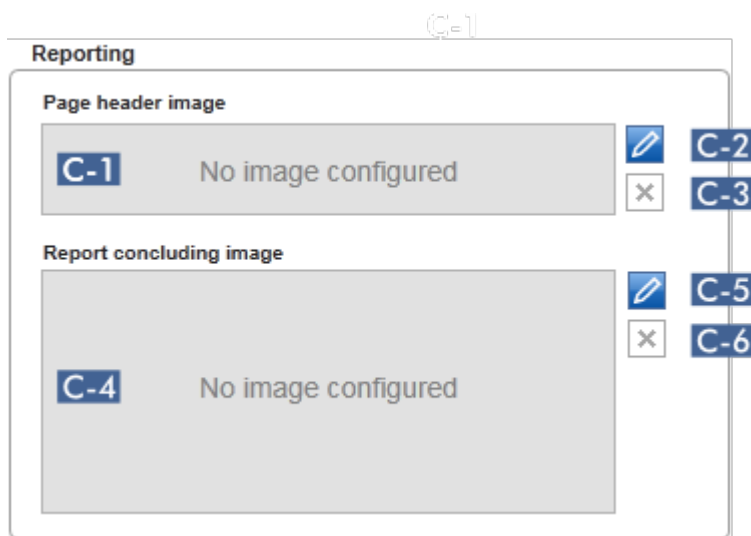 C-1
Reporting
Page header image
C-1
No image configured
C-2
C-3
Report concluding image
C-4
No image configured
C-5
C-6